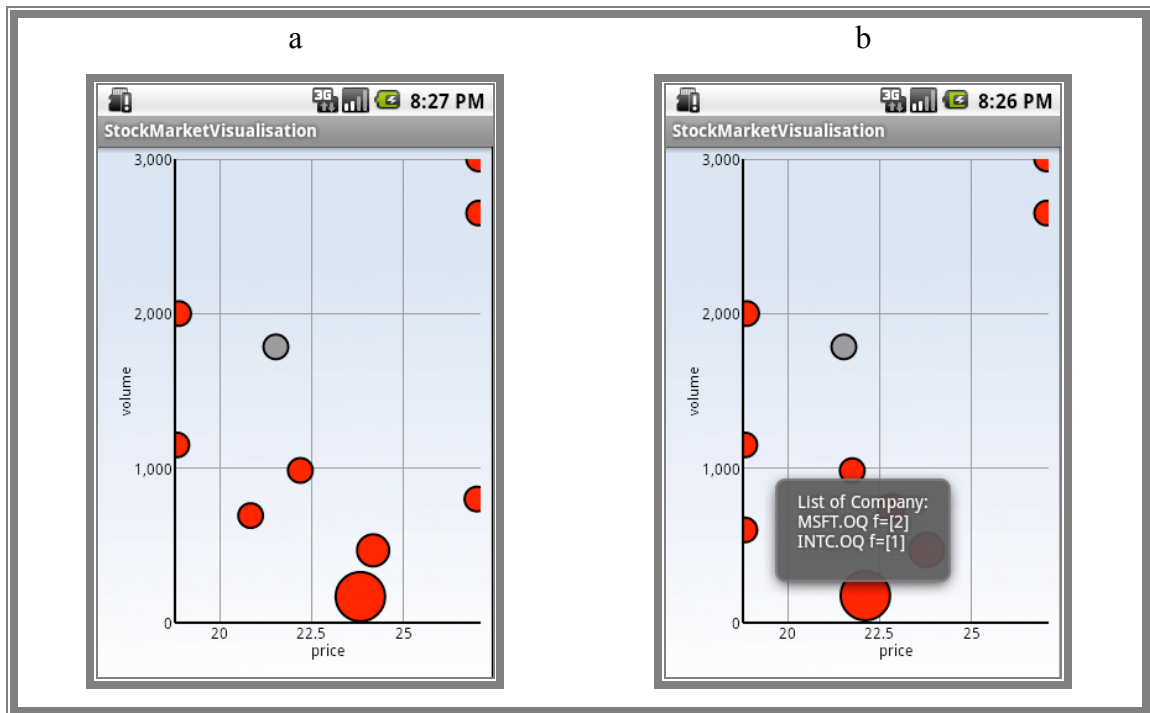 a
b
3G 8:27 PM
StockMarketVisualisation
3,000
2,000
1,000
0
volume
20 22.5 25
price
3G 8:26 PM
StockMarketVisualisation
3,000
2,000
1,000
0
volume
List of Company:
MSFT.OQ f=[2]
INTC.OQ f=[1]
20 22.5 25
price